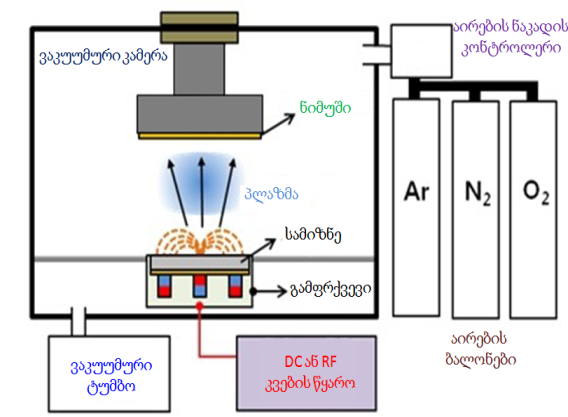 ვაკუუმური კამერა
აირების ნაკადის
კონტროლერი
ნიმუში
პლაზმა
სამიზნე
გამფრქვევი
Ar
N2
O2
ვაკუუმური
ტუმბო
DC ან RF
კვების წყარო
აირების
ბალონები